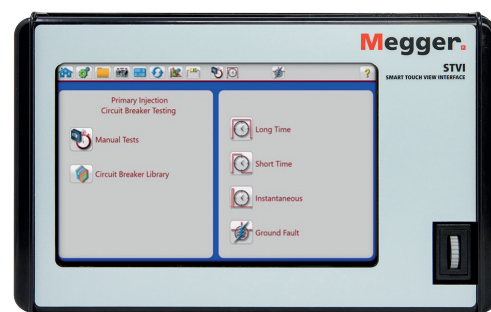 Megger
STVI
SMART TOUCH VIEW INTERFACE
?
Primary Injection
Circuit Breaker Testing
Manual Tests
Circuit Breaker Library
Long Time
Short Time
Instantaneous
Ground Fault